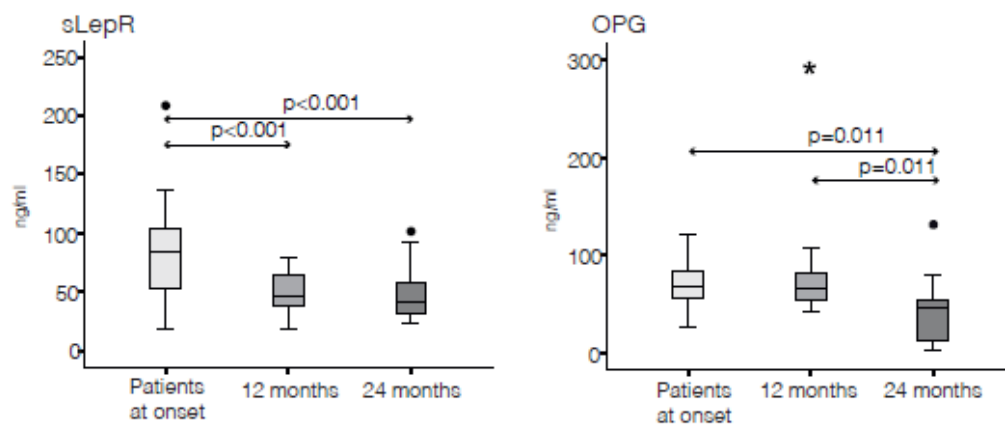 sLepR
250
200
150
100
50
0
ng/ml
p<0.001
p<0.001
Patients
at onset
12 months
24 months
OPG
300
200
100
0
ng/ml
*
p=0.011
p=0.011
Patients
at onset
12 months
24 months